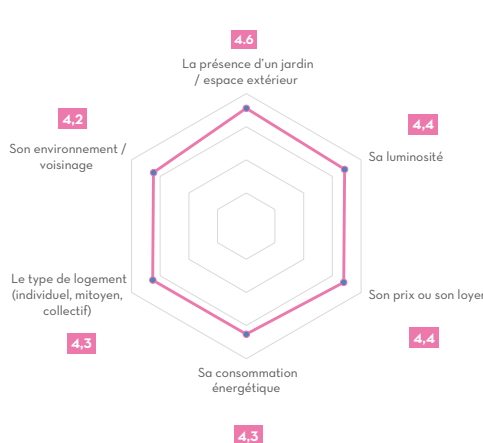 4.6
La présence d'un jardin
/ espace extérieur
4,4
Sa luminosité
Son prix ou son loyer
4,4
Sa consommation
énergétique
4,3
Le type de logement
(individuel, mitoyen,
collectif)
4,3
4,2
Son environnement /
voisinage